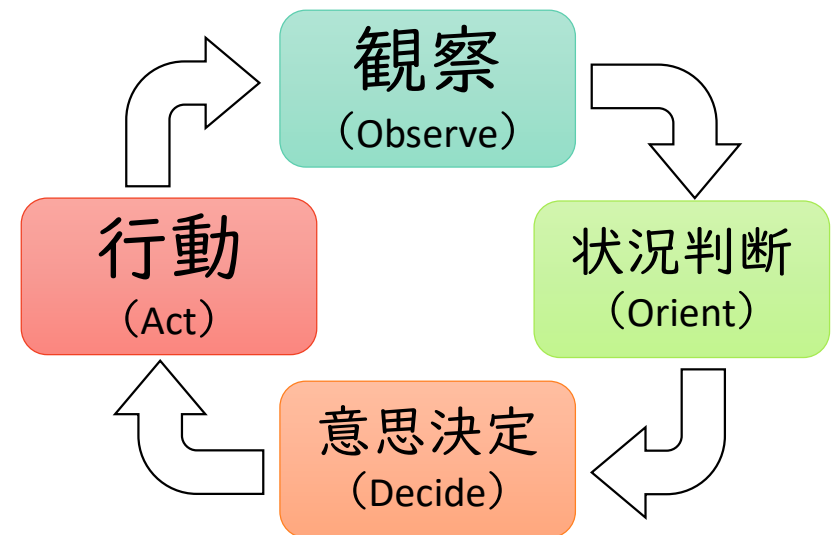 観察
（Observe）
状況判断
（Orient）
意思決定
（Decide）
行動
（Act）